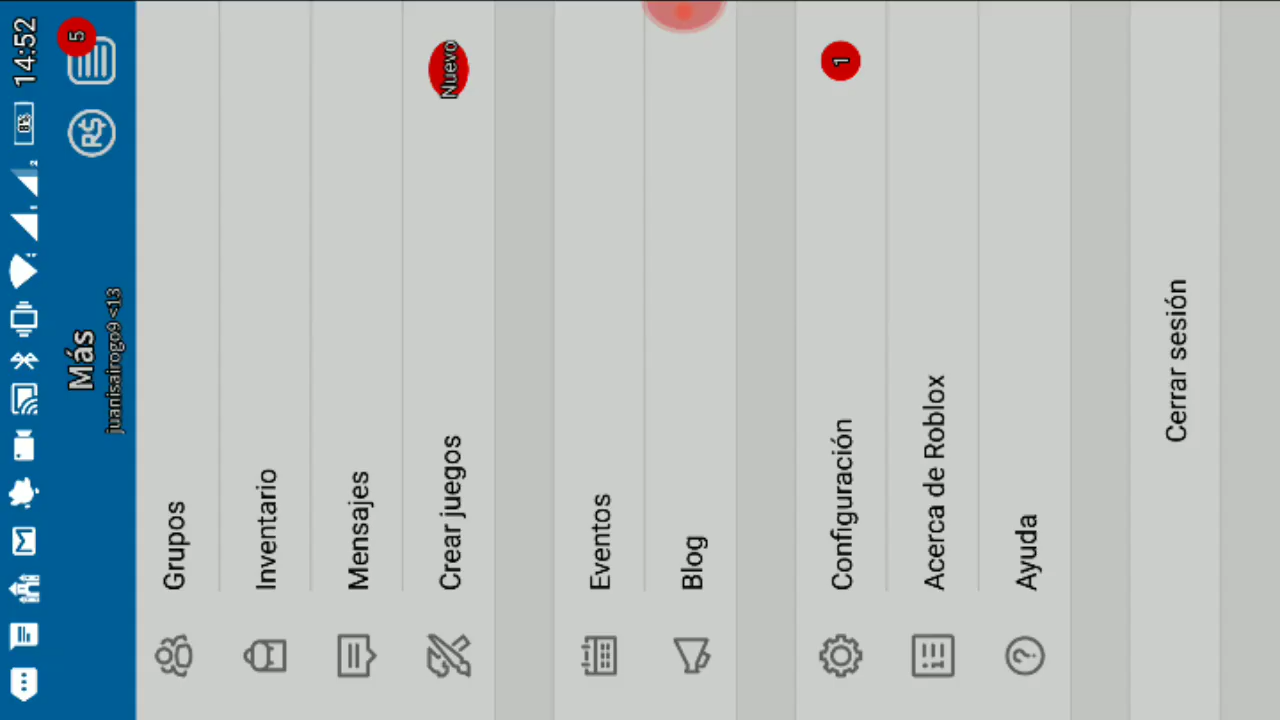 14:52
Más
juanisairogo9 <13
R$
5
Grupos
Inventario
Mensajes
Crear juegos
Nuevo
Eventos
Blog
Configuración
1
Acerca de Roblox
Ayuda
Cerrar sesión